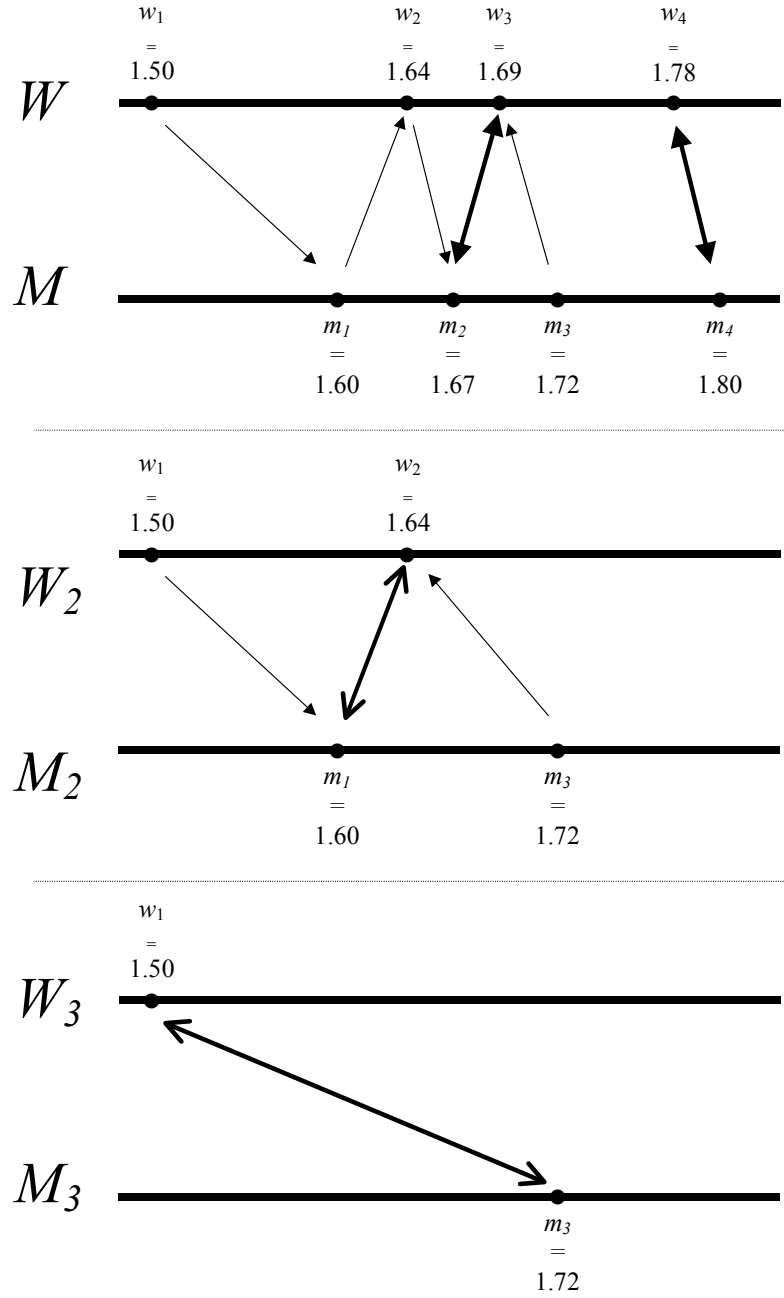 w1 w2 w3 w4
= = = =
1.50 1.64 1.69 1.78
W
M
m1 m2 m3 m4
= = = =
1.60 1.67 1.72 1.80
w1 w2
= =
1.50 1.64
W2
M2
m1 m3
= =
1.60 1.72
w1
=
1.50
W3
M3
m3
=
1.72